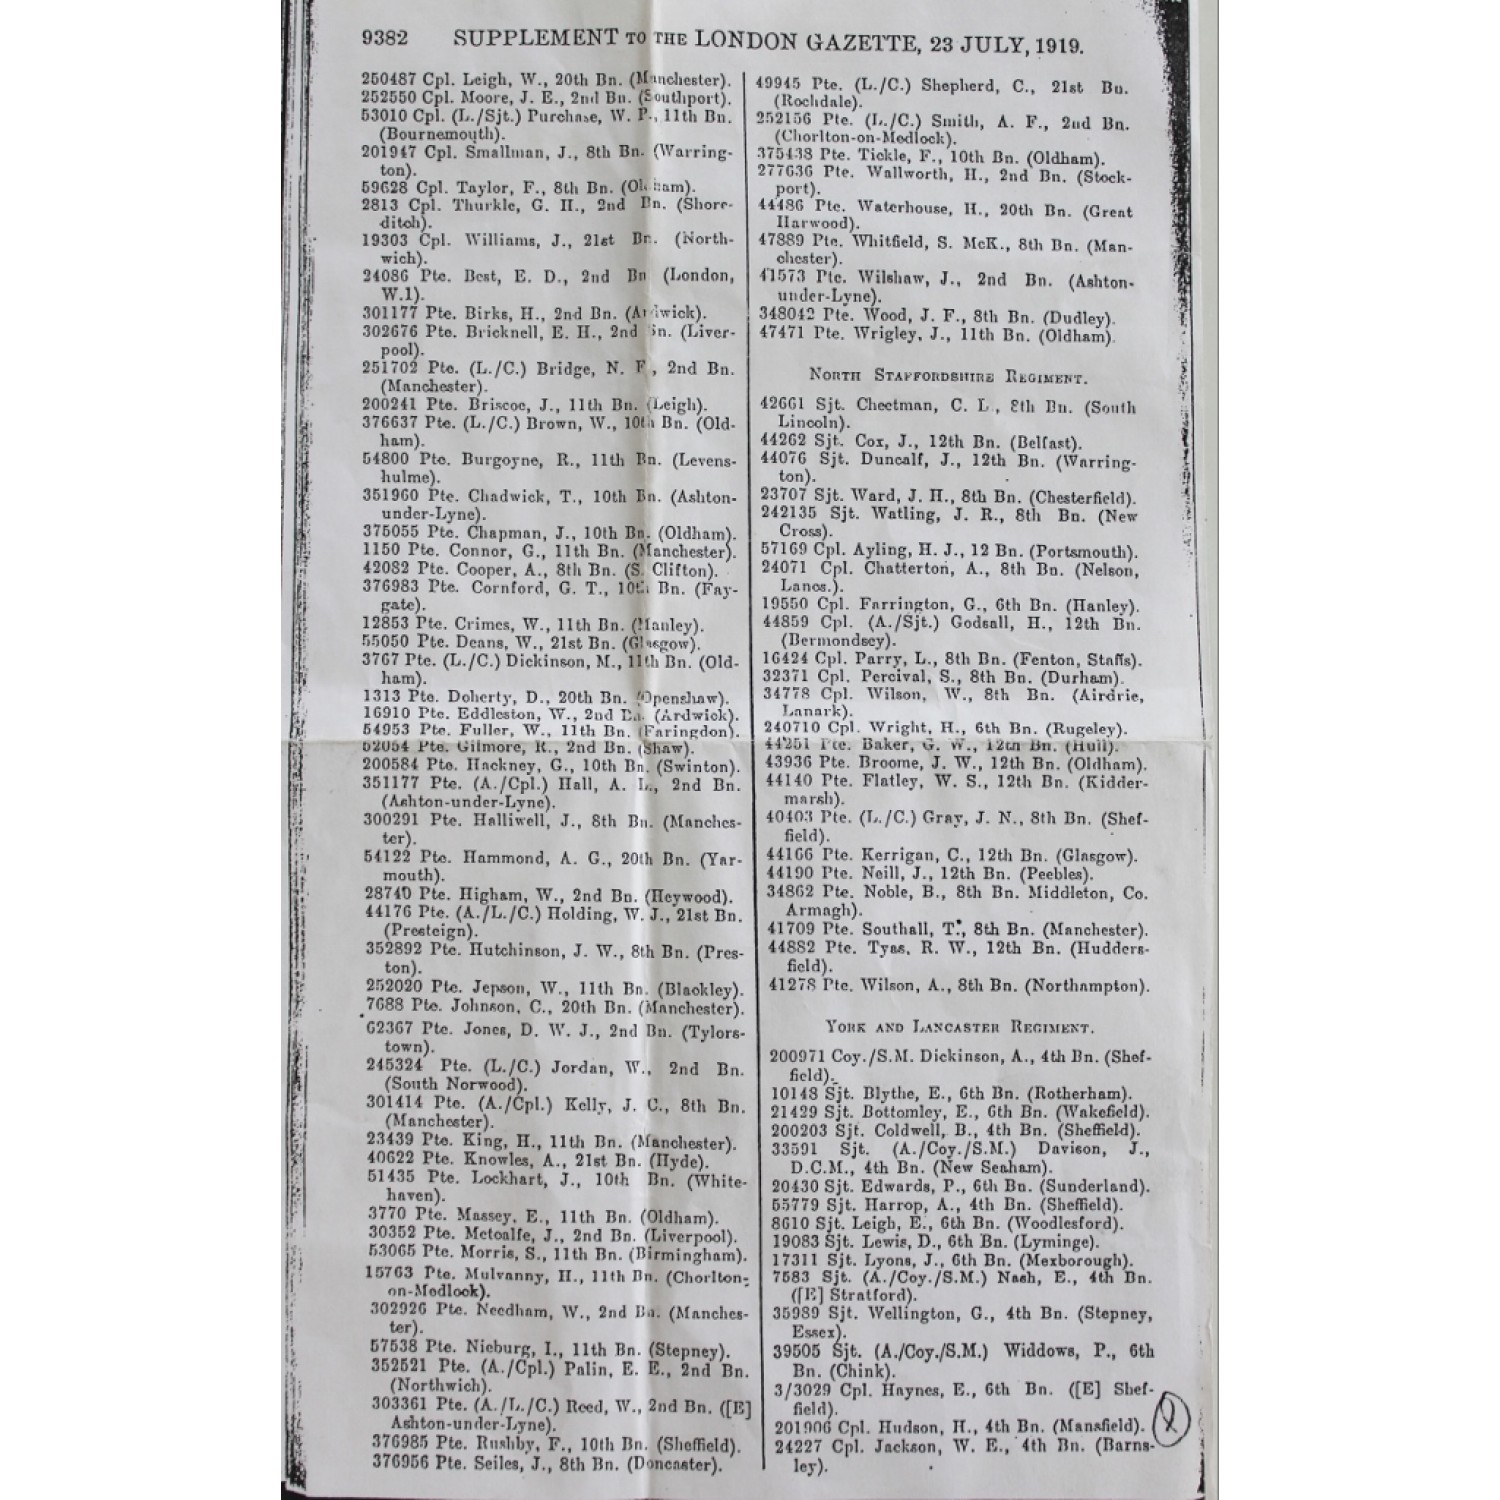 9382 SUPPLEMENT TO THE LONDON GAZETTE, 23 JULY, 1919.
250487 Cpl. Leigh, W., 20th Bn. (Manchester).
252550 Cpl. Moore, J. E., 2nd Bn. (Southport).
53010 Cpl. (L./Sjt.) Purchase, W. P., 11th Bn.
(Bournemouth).
201947 Cpl. Smallman, J., 8th Bn. (Warring-
ton).
59628 Cpl. Taylor, F., 8th Bn. (Oldham).
2813 Cpl. Thurkle, G. H., 2nd Bn. (Shore-
ditch).
19303 Cpl. Williams, J., 21st Bn. (North-
wich).
24086 Pte. Best, E. D., 2nd Bn (London,
W.1).
301177 Pte. Birks, H., 2nd Bn. (Ardwick).
302676 Pte. Bricknell, E. H., 2nd Bn. (Liver-
pool).
251702 Pte. (L./C.) Bridge, N. F., 2nd Bn.
(Manchester).
200241 Pte. Briscoe, J., 11th Bn. (Leigh).
376637 Pte. (L./C.) Brown, W., 10th Bn. (Old-
ham).
54800 Pte. Burgoyne, R., 11th Bn. (Levens-
hulme).
351960 Pte. Chadwick, T., 10th Bn. (Ashton-
under-Lyne).
375055 Pte. Chapman, J., 10th Bn. (Oldham).
1150 Pte. Connor, G., 11th Bn. (Manchester).
42082 Pte. Cooper, A., 8th Bn. (S. Clifton).
376983 Pte. Cornford, G. T., 10th Bn. (Fay-
gate).
12853 Pte. Crimes, W., 11th Bn. (Manley).
55050 Pte. Deans, W., 21st Bn. (Glasgow).
3767 Pte. (L./C.) Dickinson, M., 11th Bn. (Old-
ham).
1313 Pte. Doherty, D., 20th Bn. (Openshaw).
16910 Pte. Eddleston, W., 2nd Bn. (Ardwick).
54953 Pte. Fuller, W., 11th Bn. (Faringdon).
52054 Pte. Gilmore, R., 2nd Bn. (Shaw).
200584 Pte. Hackney, G., 10th Bn. (Swinton).
351177 Pte. (A./Cpl.) Hall, A. L., 2nd Bn.
(Ashton-under-Lyne).
300291 Pte. Halliwell, J., 8th Bn. (Manches-
ter).
54122 Pte. Hammond, A. G., 20th Bn. (Yar-
mouth).
28740 Pte. Higham, W., 2nd Bn. (Heywood).
44176 Pte. (A./L./C.) Holding, W. J., 21st Bn.
(Presteign).
352892 Pte. Hutchinson, J. W., 8th Bn. (Pres-
ton).
252020 Pte. Jepson, W., 11th Bn. (Blackley).
7688 Pte. Johnson, C., 20th Bn. (Manchester).
62367 Pte. Jones, D. W. J., 2nd Bn. (Tylors-
town).
245324 Pte. (L./C.) Jordan, W., 2nd Bn.
(South Norwood).
301414 Pte. (A./Cpl.) Kelly, J. C., 8th Bn.
(Manchester).
23439 Pte. King, H., 11th Bn. (Manchester).
40622 Pte. Knowles, A., 21st Bn. (Hyde).
51435 Pte. Lockhart, J., 10th Bn. (White-
haven).
3770 Pte. Massey, E., 11th Bn. (Oldham).
30352 Pte. Metcalfe, J., 2nd Bn. (Liverpool).
53065 Pte. Morris, S., 11th Bn. (Birmingham).
15763 Pte. Mulvanny, H., 11th Bn. (Chorlton-
on-Medlock).
302926 Pte. Needham, W., 2nd Bn. (Manches-
ter).
57538 Pte. Nieburg, I., 11th Bn. (Stepney).
352521 Pte. (A./Cpl.) Palin, E. E., 2nd Bn.
(Northwich).
303361 Pte. (A./L./C.) Reed, W., 2nd Bn. ([E]
Ashton-under-Lyne).
376985 Pte. Rushby, F., 10th Bn. (Sheffield).
376956 Pte. Seiles, J., 8th Bn. (Doncaster).
49945 Pte. (L./C.) Shepherd, C., 21st Bn.
(Rochdale).
252156 Pte. (L./C.) Smith, A. F., 2nd Bn.
(Chorlton-on-Medlock).
375438 Pte. Tickle, F., 10th Bn. (Oldham).
277636 Pte. Wallworth, H., 2nd Bn. (Stock-
port).
44486 Pte. Waterhouse, H., 20th Bn. (Great
Harwood).
47889 Pte. Whitfield, S. McK., 8th Bn. (Man-
chester).
41573 Pte. Wilshaw, J., 2nd Bn. (Ashton-
under-Lyne).
348042 Pte. Wood, J. F., 8th Bn. (Dudley).
47471 Pte. Wrigley, J., 11th Bn. (Oldham).
NORTH STAFFORDSHIRE REGIMENT.
42661 Sjt. Cheetman, C. L., 8th Bn. (South
Lincoln).
44262 Sjt. Cox, J., 12th Bn. (Belfast).
44076 Sjt. Duncalf, J., 12th Bn. (Warring-
ton).
23707 Sjt. Ward, J. H., 8th Bn. (Chesterfield).
242135 Sjt. Watling, J. R., 8th Bn. (New
Cross).
57169 Cpl. Ayling, H. J., 12 Bn. (Portsmouth).
24071 Cpl. Chatterton, A., 8th Bn. (Nelson,
Lancs.).
19550 Cpl. Farrington, G., 6th Bn. (Hanley).
44859 Cpl. (A./Sjt.) Godsall, H., 12th Bn.
(Bermondsey).
16424 Cpl. Parry, L., 8th Bn. (Fenton, Staffs).
32371 Cpl. Percival, S., 8th Bn. (Durham).
34778 Cpl. Wilson, W., 8th Bn. (Airdrie,
Lanark).
240710 Cpl. Wright, H., 6th Bn. (Rugeley).
44251 Pte. Baker, G. W., 12th Bn. (Hull).
43936 Pte. Broome, J. W., 12th Bn. (Oldham).
44140 Pte. Flatley, W. S., 12th Bn. (Kidder-
marsh).
40403 Pte. (L./C.) Gray, J. N., 8th Bn. (Shef-
field).
44166 Pte. Kerrigan, C., 12th Bn. (Glasgow).
44190 Pte. Neill, J., 12th Bn. (Peebles).
34862 Pte. Noble, B., 8th Bn. Middleton, Co.
Armagh).
41709 Pte. Southall, T., 8th Bn. (Manchester).
44882 Pte. Tyas, R. W., 12th Bn. (Hudders-
field).
41278 Pte. Wilson, A., 8th Bn. (Northampton).
YORK AND LANCASTER REGIMENT.
200971 Coy./S.M. Dickinson, A., 4th Bn. (Shef-
field).
10148 Sjt. Blythe, E., 6th Bn. (Rotherham).
21429 Sjt. Bottomley, E., 6th Bn. (Wakefield).
200203 Sjt. Coldwell, B., 4th Bn. (Sheffield).
33591 Sjt. (A./Coy./S.M.) Davison, J.,
D.C.M., 4th Bn. (New Seaham).
20430 Sjt. Edwards, P., 6th Bn. (Sunderland).
55779 Sjt. Harrop, A., 4th Bn. (Sheffield).
8610 Sjt. Leigh, E., 6th Bn. (Woodlesford).
19083 Sjt. Lewis, D., 6th Bn. (Lyminge).
17311 Sjt. Lyons, J., 6th Bn. (Mexborough).
7583 Sjt. (A./Coy./S.M.) Nash, E., 4th Bn.
([E] Stratford).
35989 Sjt. Wellington, G., 4th Bn. (Stepney,
Essex).
39505 Sjt. (A./Coy./S.M.) Widdows, P., 6th
Bn. (Chink).
3/3029 Cpl. Haynes, E., 6th Bn. ([E] Shef-
field).
201906 Cpl. Hudson, H., 4th Bn. (Mansfield).
24227 Cpl. Jackson, W. E., 4th Bn. (Barns-
ley).